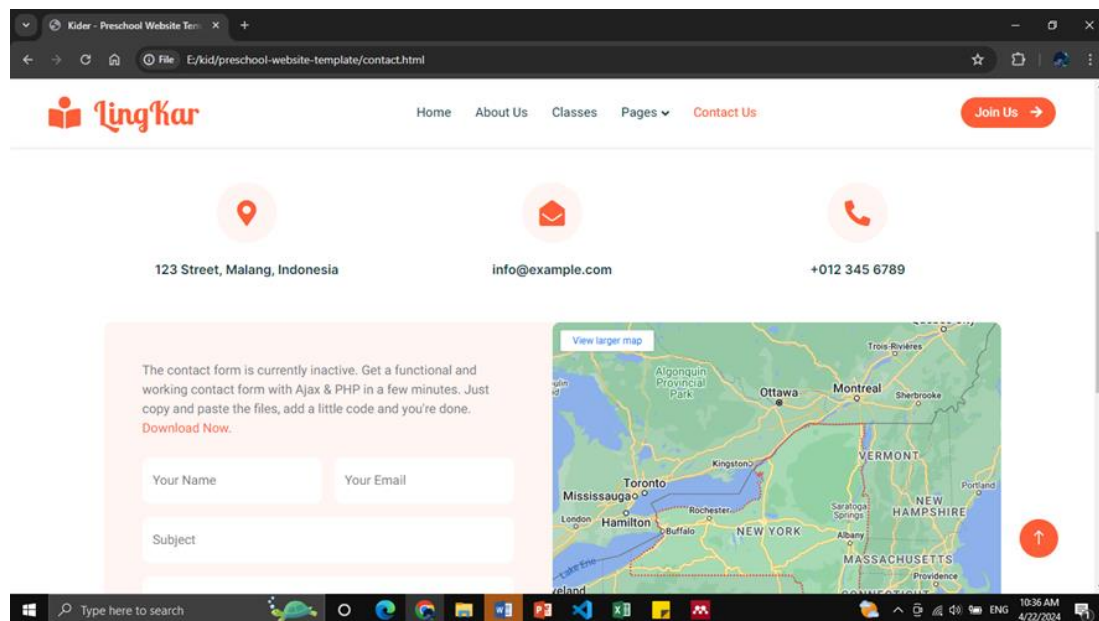 Kider - Preschool Website Tem
File E:/kid/preschool-website-template/contact.html
LingKar
Home About Us Classes Pages Contact Us
Join Us
123 Street, Malang, Indonesia
info@example.com
+012 345 6789
The contact form is currently inactive. Get a functional and
working contact form with Ajax & PHP in a few minutes. Just
copy and paste the files, add a little code and you're done.
Download Now.
Your Name
Your Email
Subject
View larger map
Trois-Rivières
Algonquin
Provincial
Park
Ottawa
Montreal
Sherbrooke
Kingston
VERMONT
Toronto
Mississauga
Portland
London
Hamilton
Rochester
Buffalo
NEW YORK
Saratoga
Springs
NEW
HAMPSHIRE
Albany
MASSACHUSETTS
Lake Erie
Providence
Type here to search
ENG
10:36 AM
4/22/2024